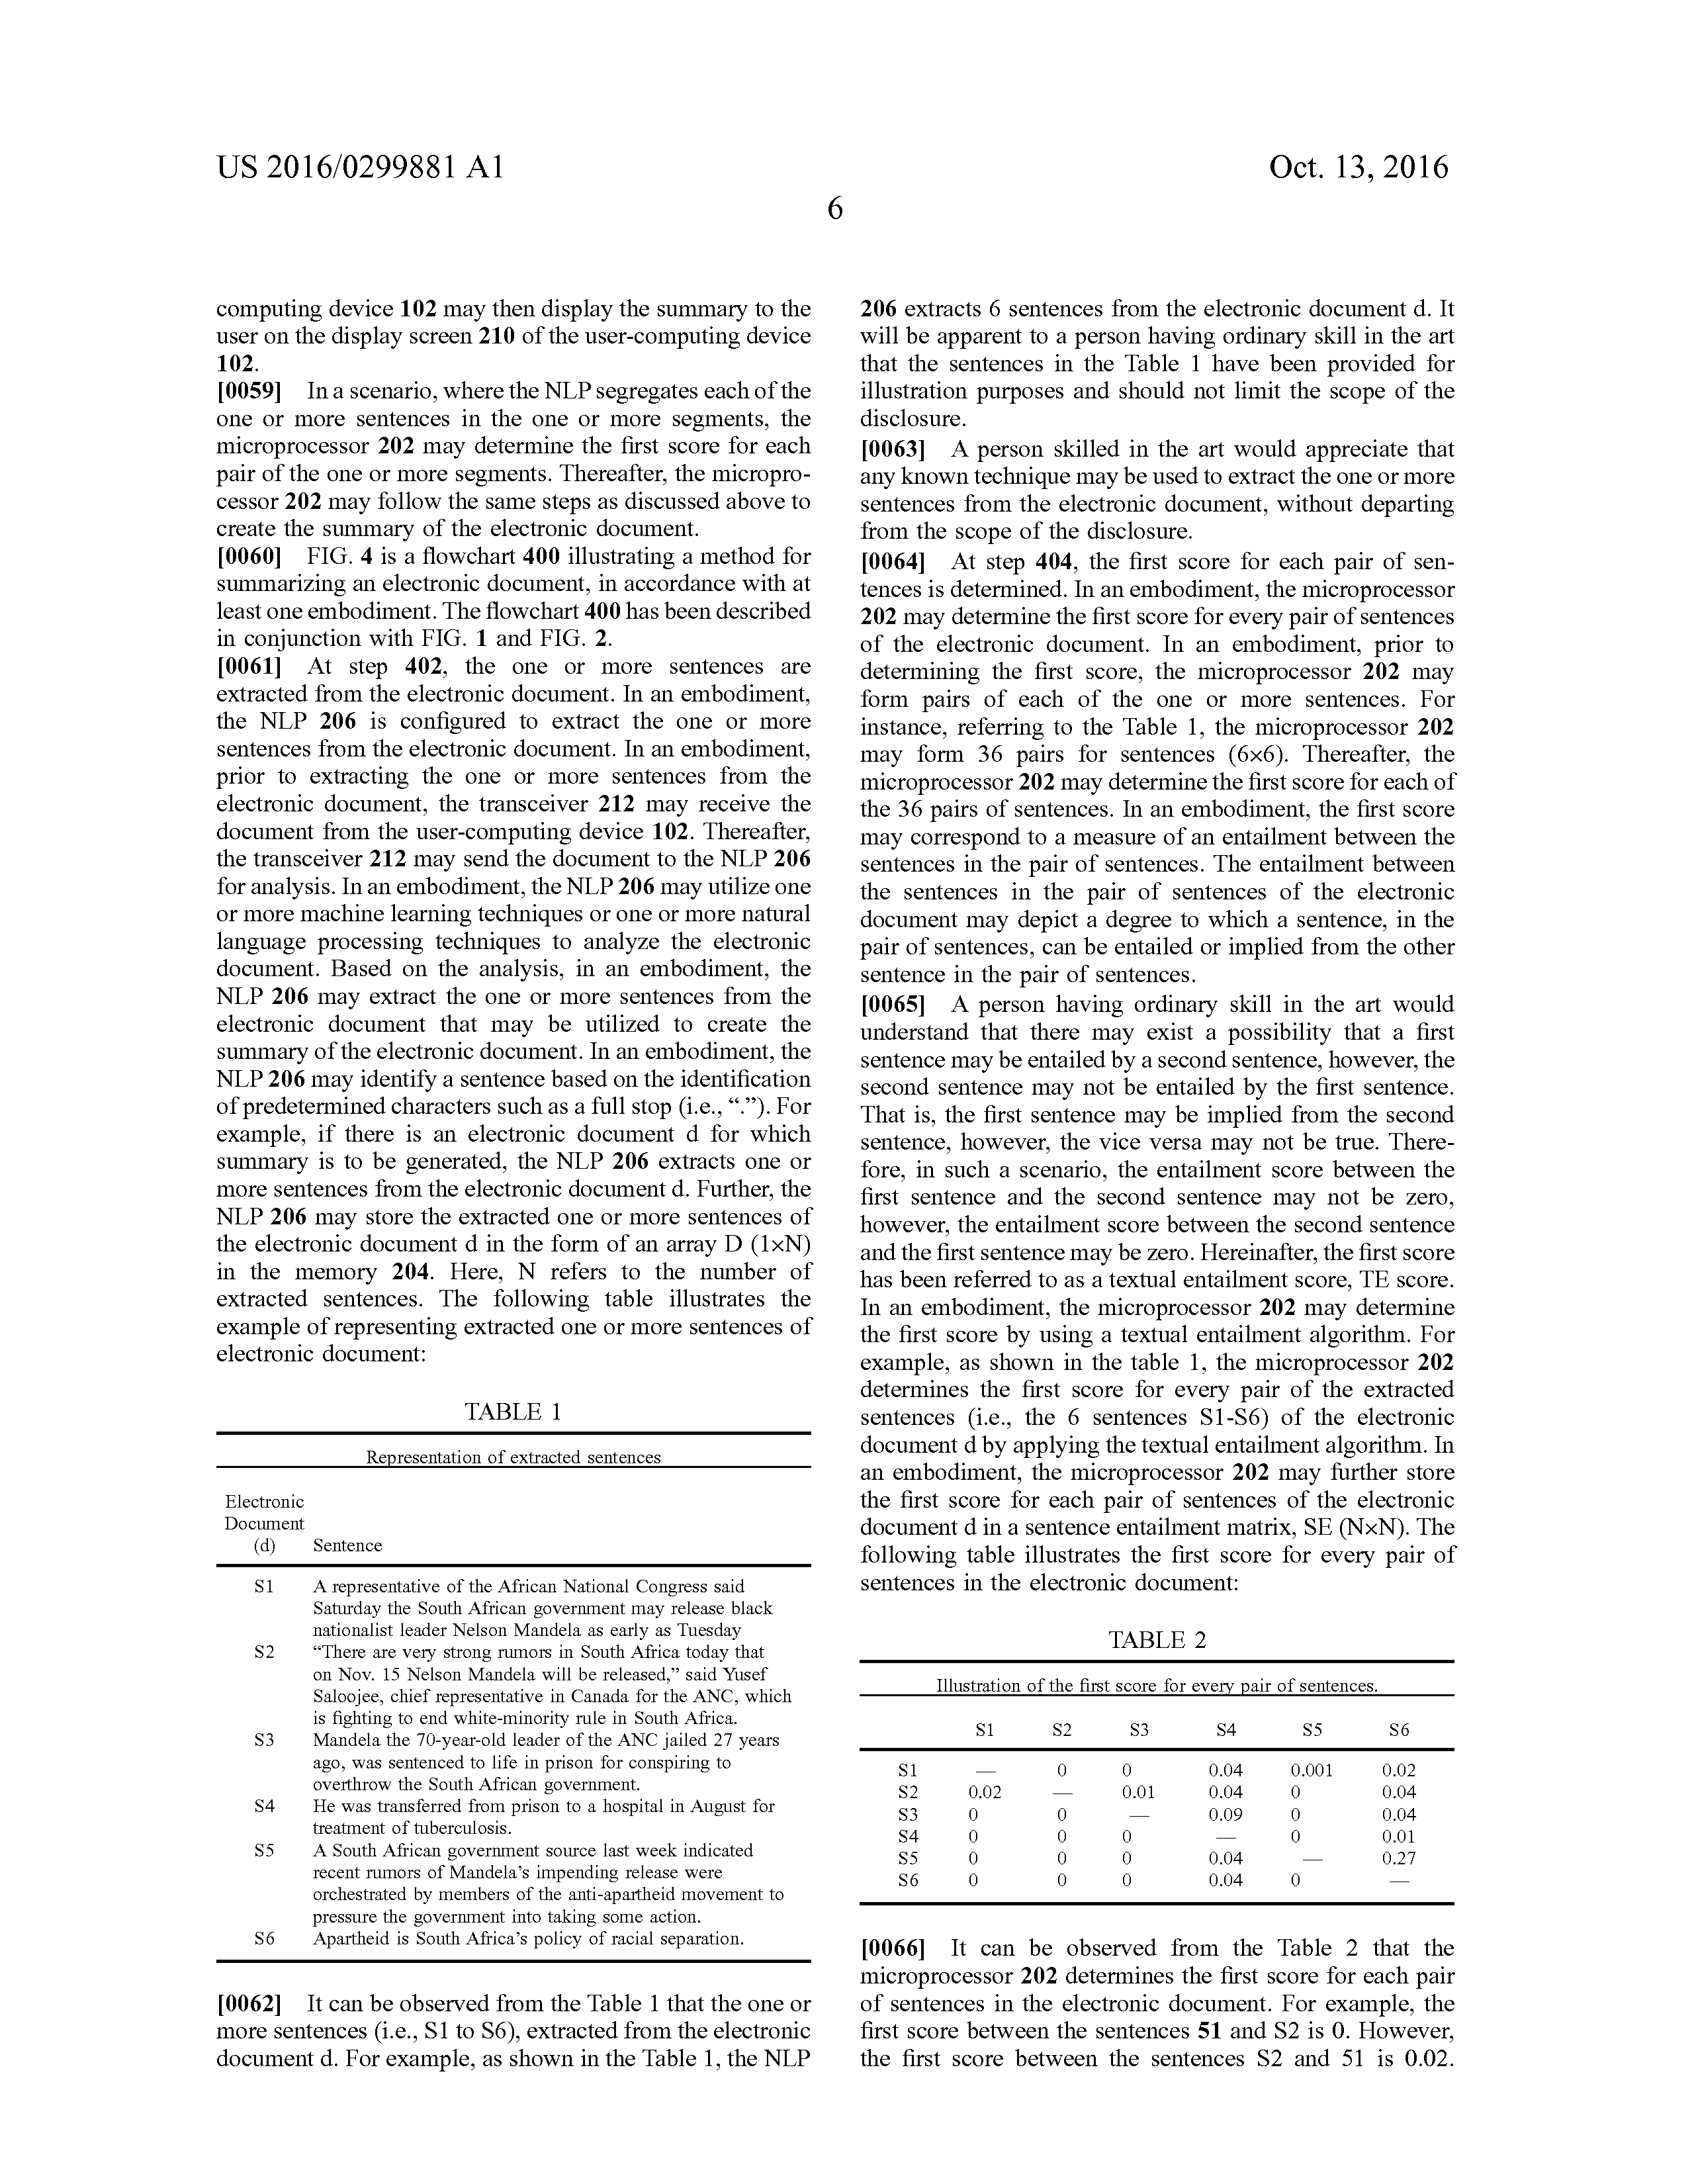 US 2016/0299881 A1
Oct. 13, 2016
6
computing device 102 may then display the summary to the
user on the display screen 210 of the user-computing device
102.
[0059] In a scenario, where the NLP segregates each of the
one or more sentences in the one or more segments, the
microprocessor 202 may determine the first score for each
pair of the one or more segments. Thereafter, the micropro-
cessor 202 may follow the same steps as discussed above to
create the summary of the electronic document.
[0060] FIG. 4 is a flowchart 400 illustrating a method for
summarizing an electronic document, in accordance with at
least one embodiment. The flowchart 400 has been described
in conjunction with FIG. 1 and FIG. 2.
[0061] At step 402, the one or more sentences are
extracted from the electronic document. In an embodiment,
the NLP 206 is configured to extract the one or more
sentences from the electronic document. In an embodiment,
prior to extracting the one or more sentences from the
electronic document, the transceiver 212 may receive the
document from the user-computing device 102. Thereafter,
the transceiver 212 may send the document to the NLP 206
for analysis. In an embodiment, the NLP 206 may utilize one
or more machine learning techniques or one or more natural
language processing techniques to analyze the electronic
document. Based on the analysis, in an embodiment, the
NLP 206 may extract the one or more sentences from the
electronic document that may be utilized to create the
summary of the electronic document. In an embodiment, the
NLP 206 may identify a sentence based on the identification
of predetermined characters such as a full stop (i.e., “.”). For
example, if there is an electronic document d for which
summary is to be generated, the NLP 206 extracts one or
more sentences from the electronic document d. Further, the
NLP 206 may store the extracted one or more sentences of
the electronic document d in the form of an array D (1×N)
in the memory 204. Here, N refers to the number of
extracted sentences. The following table illustrates the
example of representing extracted one or more sentences of
electronic document:
TABLE 1
Representation of extracted sentences
Electronic
Document
(d) Sentence
S1 A representative of the African National Congress said
Saturday the South African government may release black
nationalist leader Nelson Mandela as early as Tuesday
S2 “There are very strong rumors in South Africa today that
on Nov. 15 Nelson Mandela will be released,” said Yusef
Saloojee, chief representative in Canada for the ANC, which
is fighting to end white-minority rule in South Africa.
S3 Mandela the 70-year-old leader of the ANC jailed 27 years
ago, was sentenced to life in prison for conspiring to
overthrow the South African government.
S4 He was transferred from prison to a hospital in August for
treatment of tuberculosis.
S5 A South African government source last week indicated
recent rumors of Mandela’s impending release were
orchestrated by members of the anti-apartheid movement to
pressure the government into taking some action.
S6 Apartheid is South Africa’s policy of racial separation.
[0062] It can be observed from the Table 1 that the one or
more sentences (i.e., S1 to S6), extracted from the electronic
document d. For example, as shown in the Table 1, the NLP
206 extracts 6 sentences from the electronic document d. It
will be apparent to a person having ordinary skill in the art
that the sentences in the Table 1 have been provided for
illustration purposes and should not limit the scope of the
disclosure.
[0063] A person skilled in the art would appreciate that
any known technique may be used to extract the one or more
sentences from the electronic document, without departing
from the scope of the disclosure.
[0064] At step 404, the first score for each pair of sen-
tences is determined. In an embodiment, the microprocessor
202 may determine the first score for every pair of sentences
of the electronic document. In an embodiment, prior to
determining the first score, the microprocessor 202 may
form pairs of each of the one or more sentences. For
instance, referring to the Table 1, the microprocessor 202
may form 36 pairs for sentences (6×6). Thereafter, the
microprocessor 202 may determine the first score for each of
the 36 pairs of sentences. In an embodiment, the first score
may correspond to a measure of an entailment between the
sentences in the pair of sentences. The entailment between
the sentences in the pair of sentences of the electronic
document may depict a degree to which a sentence, in the
pair of sentences, can be entailed or implied from the other
sentence in the pair of sentences.
[0065] A person having ordinary skill in the art would
understand that there may exist a possibility that a first
sentence may be entailed by a second sentence, however, the
second sentence may not be entailed by the first sentence.
That is, the first sentence may be implied from the second
sentence, however, the vice versa may not be true. There-
fore, in such a scenario, the entailment score between the
first sentence and the second sentence may not be zero,
however, the entailment score between the second sentence
and the first sentence may be zero. Hereinafter, the first score
has been referred to as a textual entailment score, TE score.
In an embodiment, the microprocessor 202 may determine
the first score by using a textual entailment algorithm. For
example, as shown in the table 1, the microprocessor 202
determines the first score for every pair of the extracted
sentences (i.e., the 6 sentences S1-S6) of the electronic
document d by applying the textual entailment algorithm. In
an embodiment, the microprocessor 202 may further store
the first score for each pair of sentences of the electronic
document d in a sentence entailment matrix, SE (N×N). The
following table illustrates the first score for every pair of
sentences in the electronic document:
TABLE 2
Illustration of the first score for every pair of sentences.
S1 S2 S3 S4 S5 S6
S1 — 0 0 0.04 0.001 0.02
S2 0.02 — 0.01 0.04 0 0.04
S3 0 0 — 0.09 0 0.04
S4 0 0 0 — 0 0.01
S5 0 0 0 0.04 — 0.27
S6 0 0 0 0.04 0 —
[0066] It can be observed from the Table 2 that the
microprocessor 202 determines the first score for each pair
of sentences in the electronic document. For example, the
first score between the sentences 51 and S2 is 0. However,
the first score between the sentences S2 and 51 is 0.02.